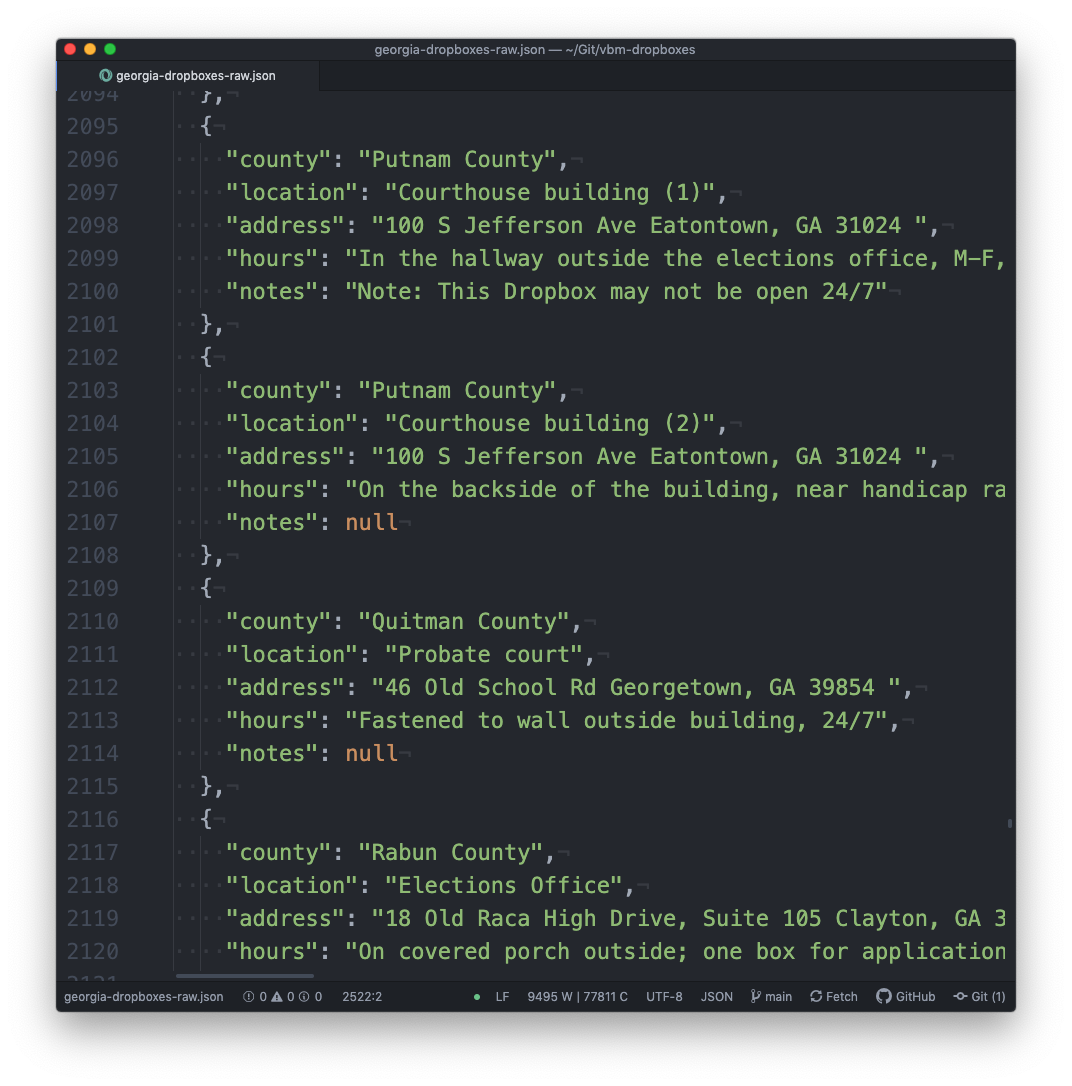 georgia-dropboxes-raw.json — ~/Git/vbm-dropboxes
georgia-dropboxes-raw.json
2094 },
2095 {
2096 "county": "Putnam County",
2097 "location": "Courthouse building (1)",
2098 "address": "100 S Jefferson Ave Eatontown, GA 31024 ",
2099 "hours": "In the hallway outside the elections office, M-F,
2100 "notes": "Note: This Dropbox may not be open 24/7"
2101 },
2102 {
2103 "county": "Putnam County",
2104 "location": "Courthouse building (2)",
2105 "address": "100 S Jefferson Ave Eatontown, GA 31024 ",
2106 "hours": "On the backside of the building, near handicap ra
2107 "notes": null
2108 },
2109 {
2110 "county": "Quitman County",
2111 "location": "Probate court",
2112 "address": "46 Old School Rd Georgetown, GA 39854 ",
2113 "hours": "Fastened to wall outside building, 24/7",
2114 "notes": null
2115 },
2116 {
2117 "county": "Rabun County",
2118 "location": "Elections Office",
2119 "address": "18 Old Raca High Drive, Suite 105 Clayton, GA 3
2120 "hours": "On covered porch outside; one box for application
2121
georgia-dropboxes-raw.json 0 0 0 2522:2 LF 9495 W | 77811 C UTF-8 JSON main Fetch GitHub Git (1)